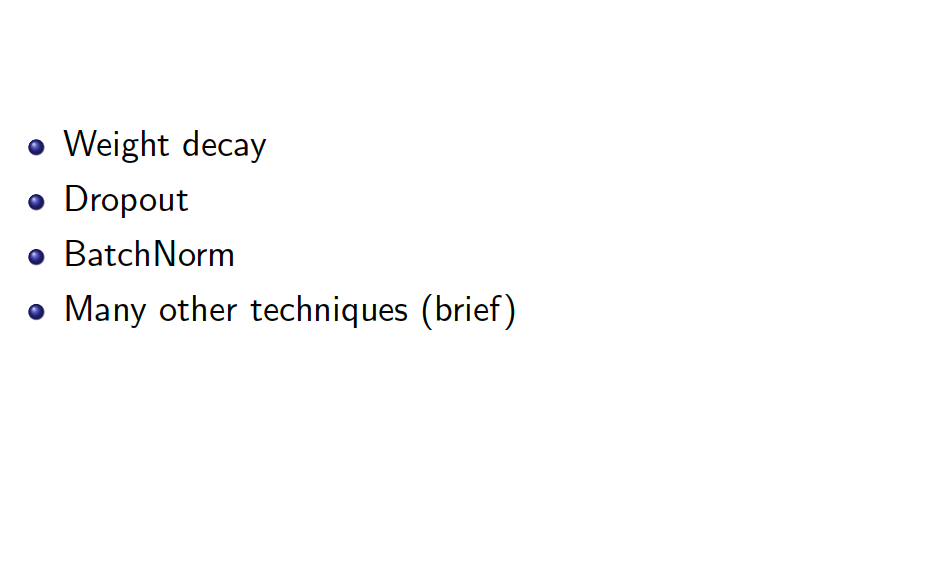 Weight decay
Dropout
BatchNorm
Many other techniques (brief)